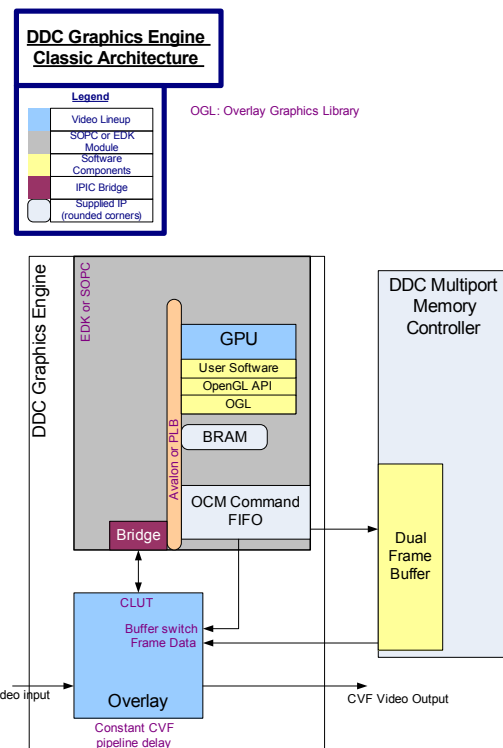 DDC Graphics Engine
Classic Architecture
Legend
Video Lineup
SOPC or EDK
Module
Software
Components
IPIC Bridge
Supplied IP
(rounded corners)
OGL: Overlay Graphics Library
DDC Graphics Engine
EDK or SOPC
Avalon or PLB
GPU
User Software
OpenGL API
OGL
BRAM
OCM Command
FIFO
Bridge
DDC Multiport
Memory
Controller
Dual
Frame
Buffer
CLUT
Buffer switch
Frame Data
Overlay
deo input
CVF Video Output
Constant CVF
pipeline delay